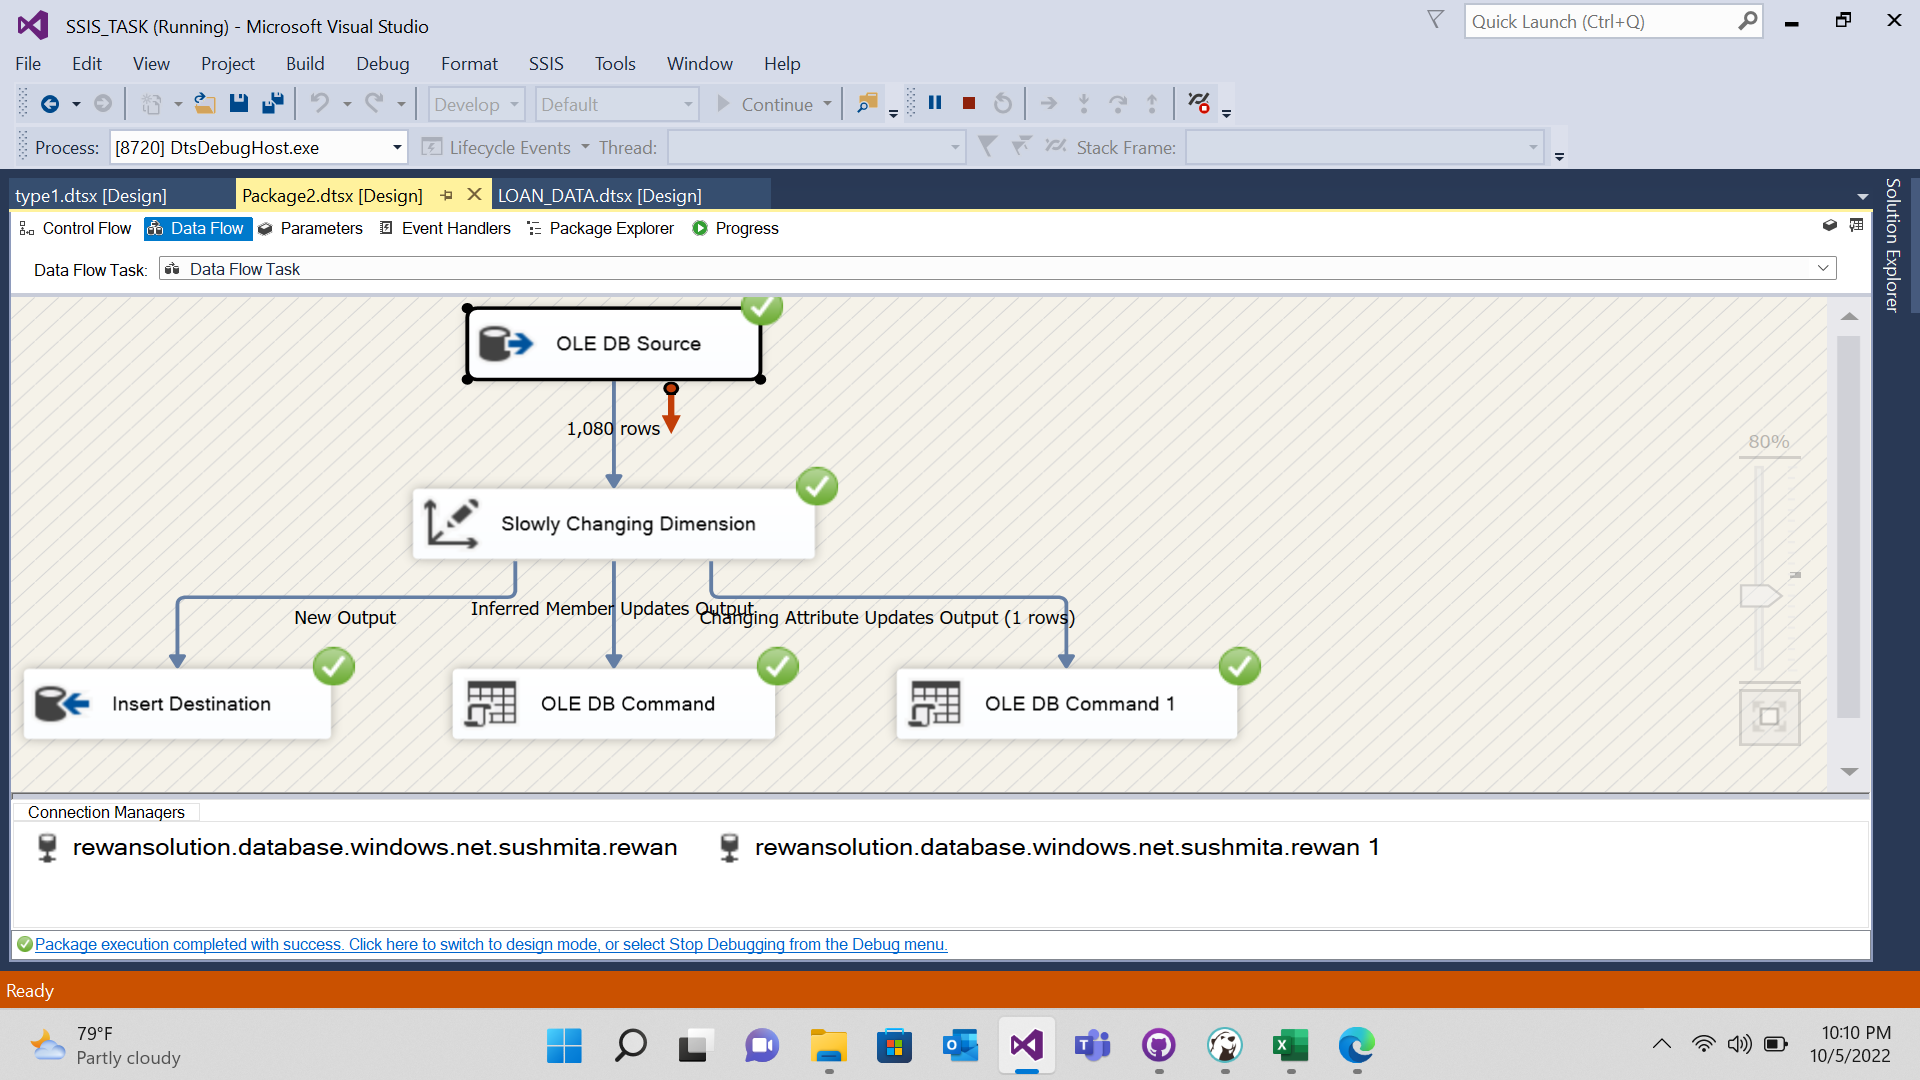 SSIS_TASK (Running) - Microsoft Visual Studio
Quick Launch (Ctrl+Q)
File Edit View Project Build Debug Format SSIS Tools Window Help
Develop Default Continue
Process: [8720] DtsDebugHost.exe Lifecycle Events Thread: Stack Frame:
type1.dtsx [Design] Package2.dtsx [Design] LOAN_DATA.dtsx [Design]
Solution Explorer
Control Flow Data Flow Parameters Event Handlers Package Explorer Progress
Data Flow Task: Data Flow Task
OLE DB Source
1,080 rows
80%
Slowly Changing Dimension
New Output
Inferred Member Updates Output
Changing Attribute Updates Output (1 rows)
Insert Destination
OLE DB Command
OLE DB Command 1
Connection Managers
rewansolution.database.windows.net.sushmita.rewan
rewansolution.database.windows.net.sushmita.rewan 1
Package execution completed with success. Click here to switch to design mode, or select Stop Debugging from the Debug menu.
Ready
79°F
Partly cloudy
10:10 PM
10/5/2022